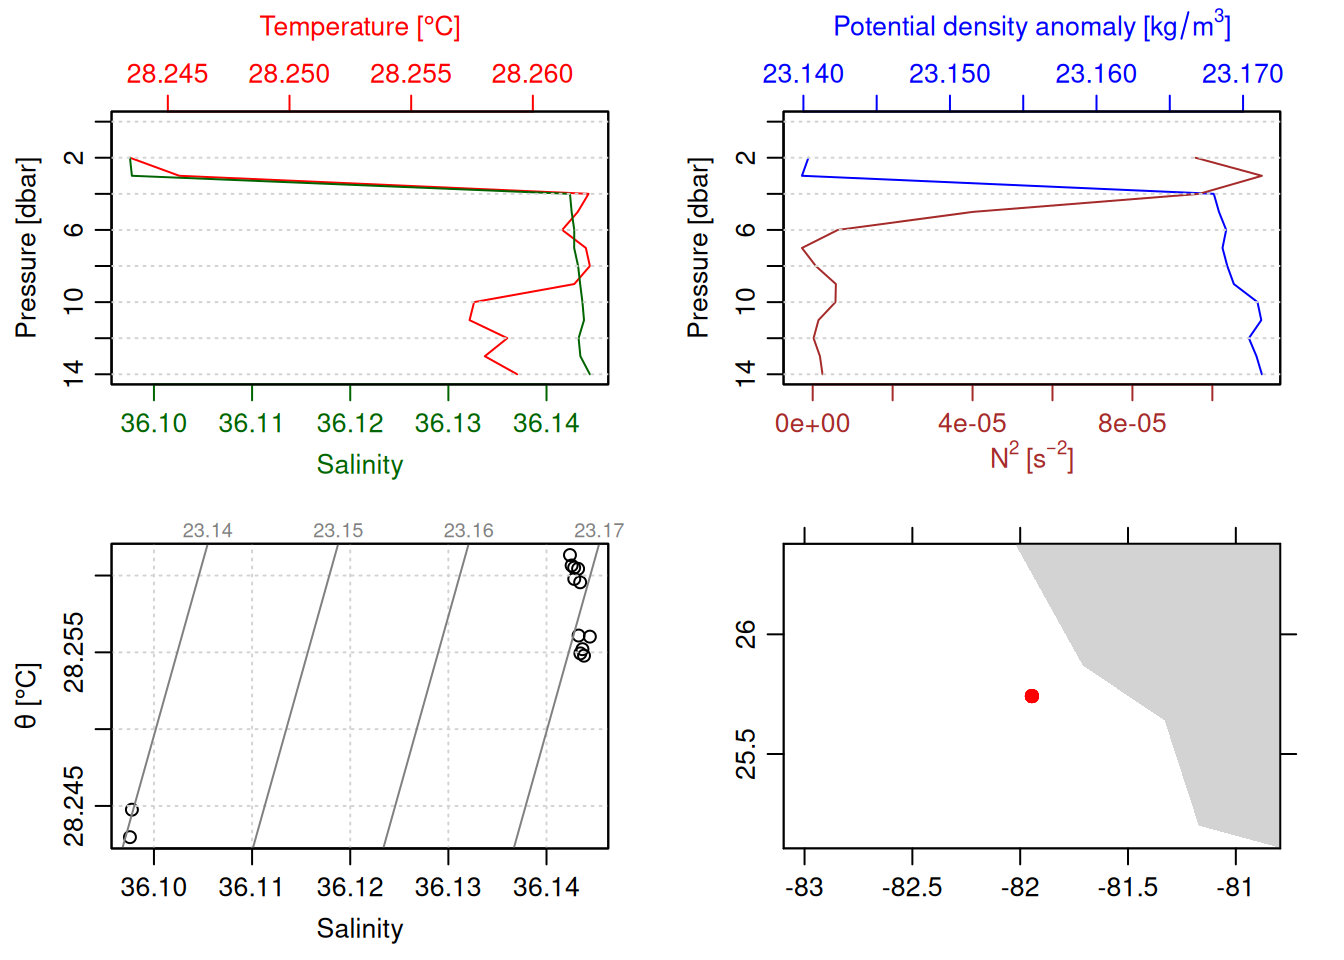 Temperature [°C]
28.245 28.250 28.255 28.260
Pressure [dbar]
2
6
10
14
36.10 36.11 36.12 36.13 36.14
Salinity
Potential density anomaly [kg/m³]
23.140 23.150 23.160 23.170
Pressure [dbar]
2
6
10
14
0e+00 4e-05 8e-05
N² [s⁻²]
23.14 23.15 23.16 23.17
θ [°C]
28.255
28.245
36.10 36.11 36.12 36.13 36.14
Salinity
26
25.5
-83 -82.5 -82 -81.5 -81